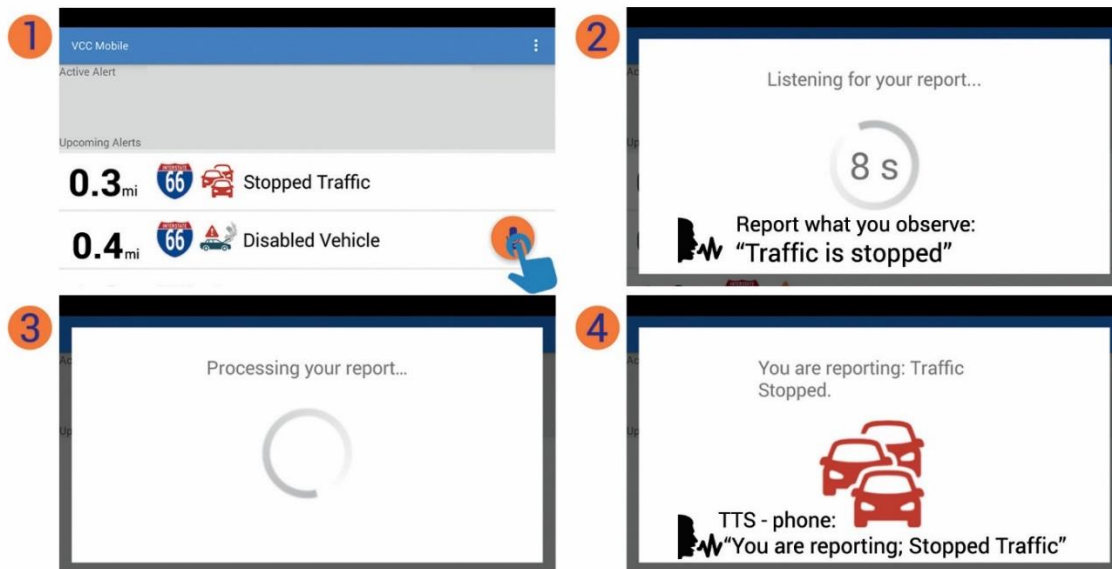 1
VCC Mobile
Active Alert
Upcoming Alerts
0.3mi INTERSTATE 66 Stopped Traffic
0.4mi INTERSTATE 66 Disabled Vehicle
2
Listening for your report...
8 s
Report what you observe:
“Traffic is stopped”
3
Processing your report...
4
You are reporting: Traffic
Stopped.
TTS - phone:
“You are reporting; Stopped Traffic”